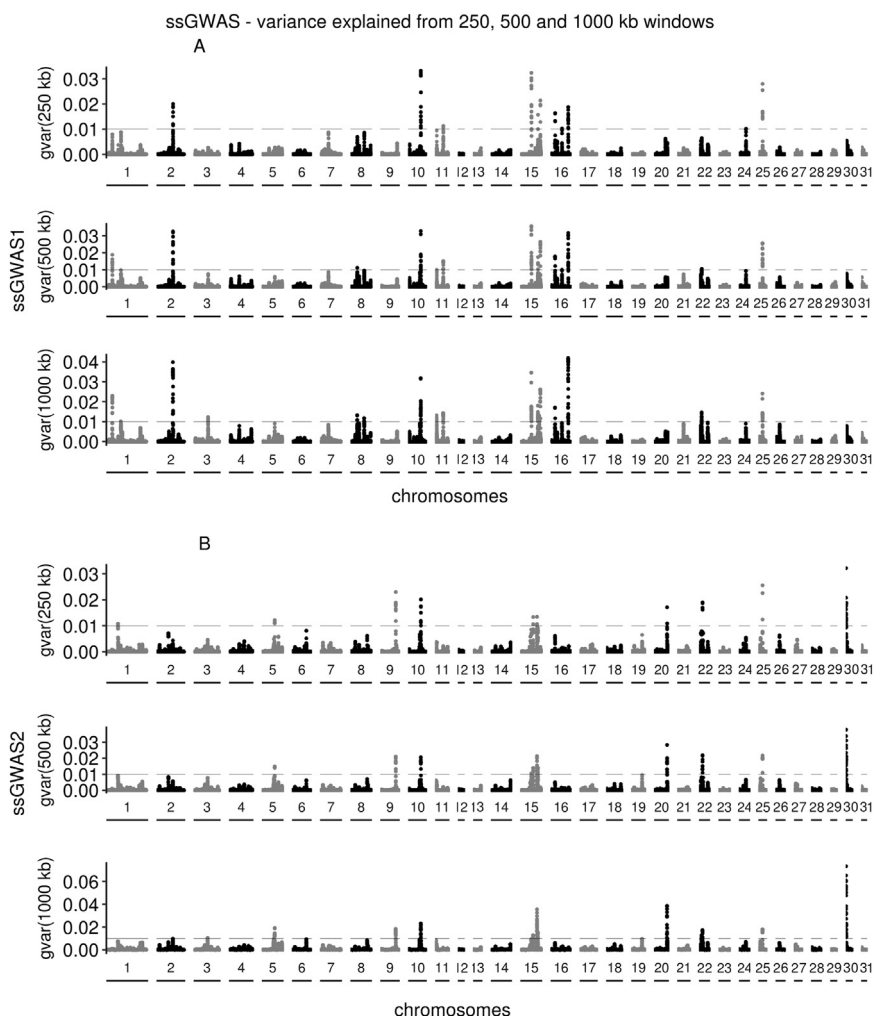 ssGWAS - variance explained from 250, 500 and 1000 kb windows
A
ssGWAS1
gvar(250 kb)
0.03
0.02
0.01
0.00
1 2 3 4 5 6 7 8 9 10 11 12 13 14 15 16 17 18 19 20 21 22 23 24 25 26 27 28 29 30 31
gvar(500 kb)
0.03
0.02
0.01
0.00
1 2 3 4 5 6 7 8 9 10 11 12 13 14 15 16 17 18 19 20 21 22 23 24 25 26 27 28 29 30 31
gvar(1000 kb)
0.04
0.03
0.02
0.01
0.00
1 2 3 4 5 6 7 8 9 10 11 12 13 14 15 16 17 18 19 20 21 22 23 24 25 26 27 28 29 30 31
chromosomes
B
ssGWAS2
gvar(250 kb)
0.03
0.02
0.01
0.00
1 2 3 4 5 6 7 8 9 10 11 12 13 14 15 16 17 18 19 20 21 22 23 24 25 26 27 28 29 30 31
gvar(500 kb)
0.03
0.02
0.01
0.00
1 2 3 4 5 6 7 8 9 10 11 12 13 14 15 16 17 18 19 20 21 22 23 24 25 26 27 28 29 30 31
gvar(1000 kb)
0.06
0.04
0.02
0.00
1 2 3 4 5 6 7 8 9 10 11 12 13 14 15 16 17 18 19 20 21 22 23 24 25 26 27 28 29 30 31
chromosomes